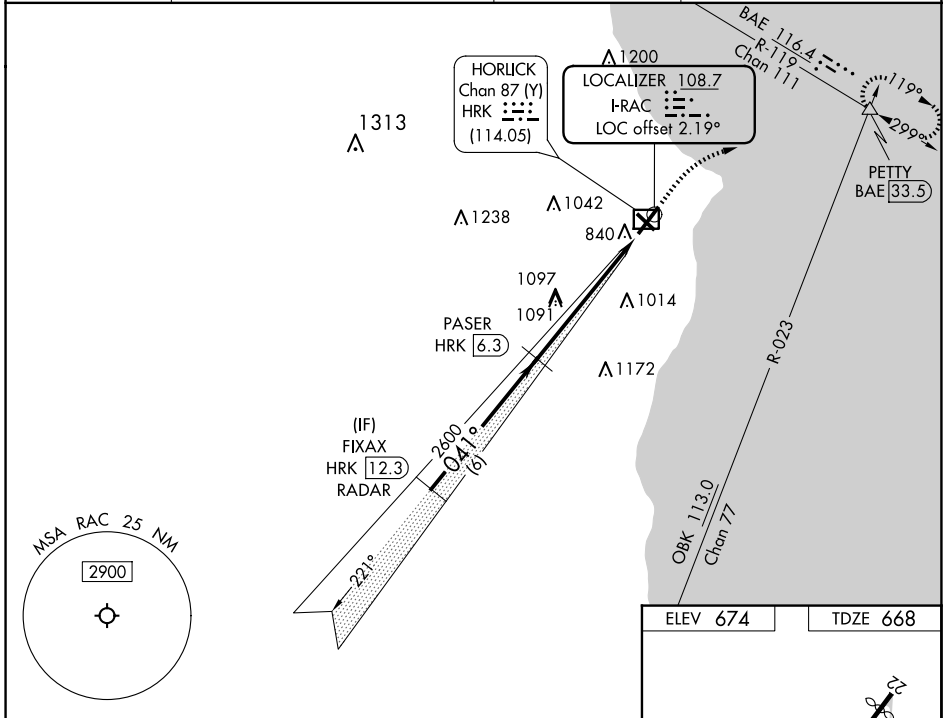 BAE 116.4
R-119
Chan 111
1200
HORLICK
Chan 87 (Y)
HRK
(114.05)
LOCALIZER 108.7
I-RAC
LOC offset 2.19°
119°
299°
1313
PETTY
BAE 33.5
1042
1238
840
1097
1091
1014
PASER
HRK 6.3
1172
R-023
(IF)
FIXAX
HRK 12.3
RADAR
2600
041°
(6)
221°
OBK 113.0
Chan 77
MSA RAC 25 NM
2900
ELEV 674
TDZE 668
22